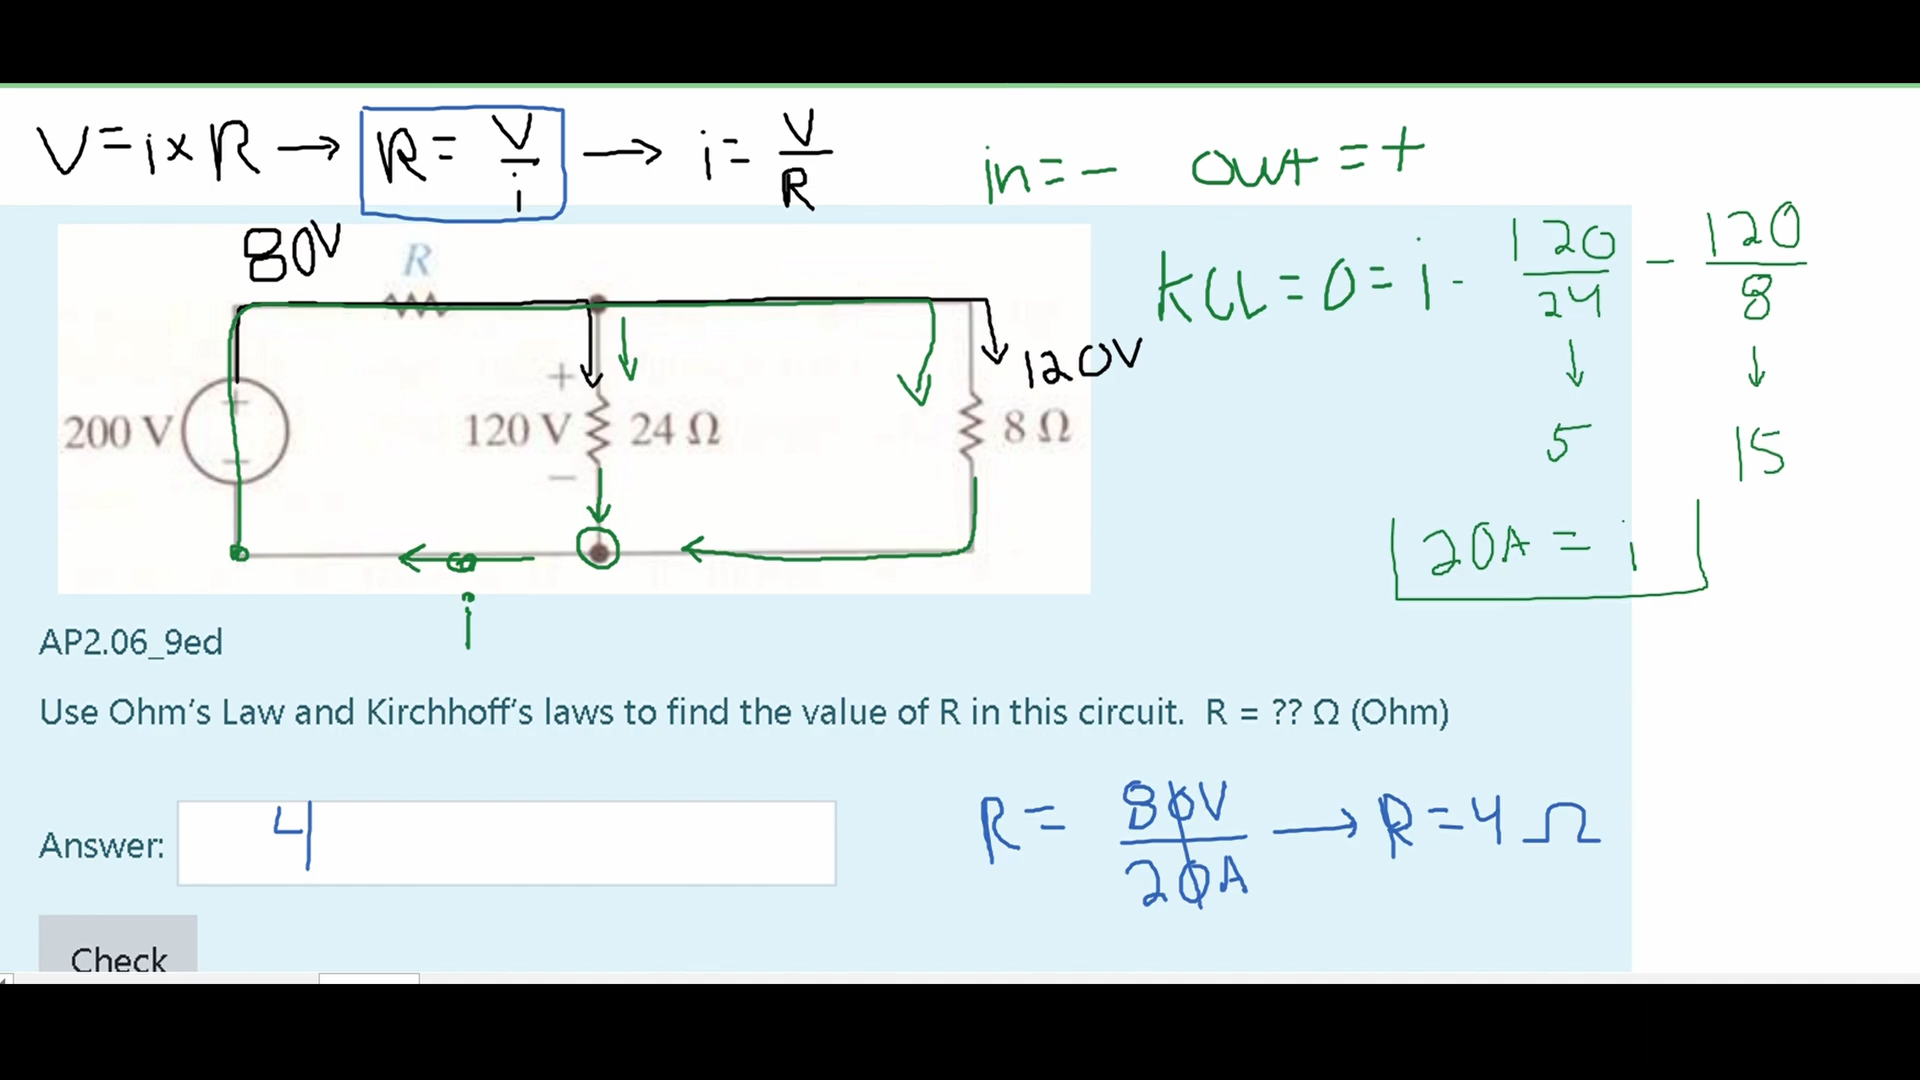 V = i × R → R = V/i → i = V/R
in = - out = +
80V
R
KCL = 0 = i - 120/24 - 120/8
120V
200 V
+
-
+
120 V
-
24 Ω
8 Ω
5
15
20A = i
i
AP2.06_9ed
Use Ohm's Law and Kirchhoff's laws to find the value of R in this circuit. R = ?? Ω (Ohm)
R = 80V/20A → R = 4 Ω
Answer: 4
Check